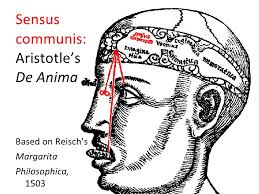 Sensus
communis:
Aristotle's
De Anima
Based on Reisch's
Margarita
Philosophica,
1503